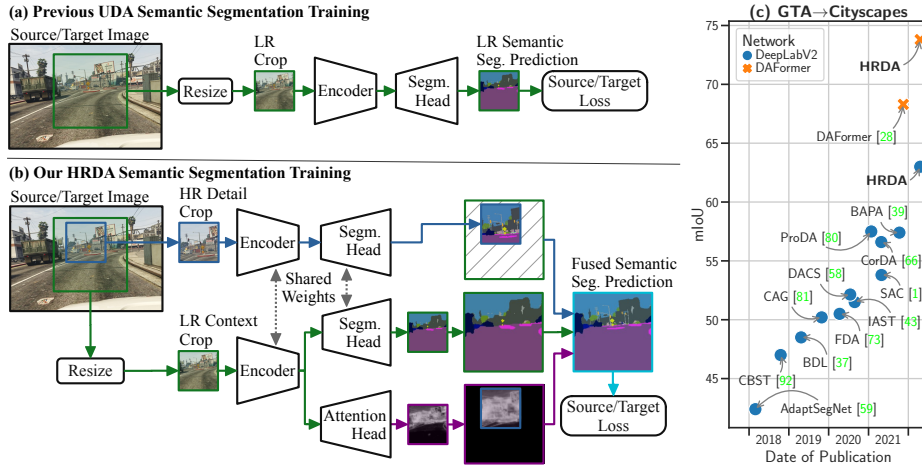 (a) Previous UDA Semantic Segmentation Training
Source/Target Image
Resize
LR
Crop
Encoder
Segm.
Head
LR Semantic
Seg. Prediction
Source/Target
Loss
(b) Our HRDA Semantic Segmentation Training
Source/Target Image
HR Detail
Crop
Encoder
Segm.
Head
Shared
Weights
Resize
LR Context
Crop
Encoder
Segm.
Head
Attention
Head
Fused Semantic
Seg. Prediction
Source/Target
Loss
(c) GTA→Cityscapes
Network
DeepLabV2
DAFormer
HRDA
DAFormer [28]
HRDA
BAPA [39]
ProDA [80]
CorDA [66]
DACS [58]
SAC [1]
CAG [81]
IAST [43]
FDA [73]
BDL [37]
CBST [92]
AdaptSegNet [59]
mIoU
75
70
65
60
55
50
45
2018 2019 2020 2021
Date of Publication